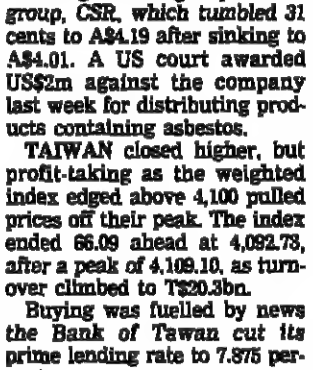 group, CSR, which tumbled 31
cents to A$4.19 after sinking to
A$4.01. A US court awarded
US$2m against the company
last week for distributing prod-
ucts containing asbestos.
TAIWAN closed higher, but
profit-taking as the weighted
index edged above 4,100 pulled
prices off their peak. The index
ended 66.09 ahead at 4,092.73,
after a peak of 4,109.10, as turn-
over climbed to T$20.3bn.
Buying was fuelled by news
the Bank of Tawan cut its
prime lending rate to 7.875 per-